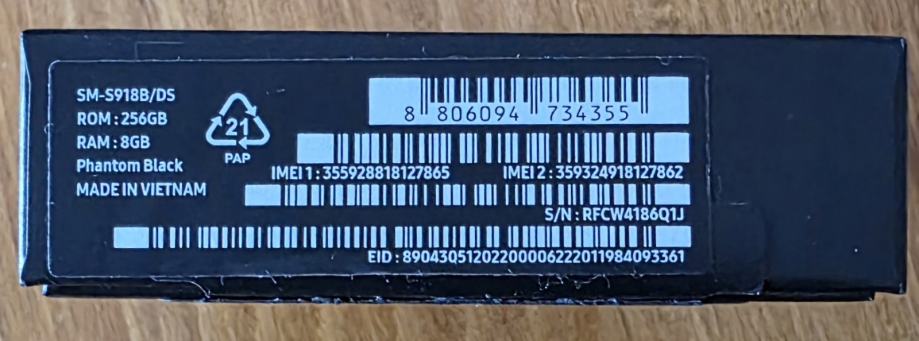 SM-S918B/DS
ROM : 256GB
RAM : 8GB
Phantom Black
MADE IN VIETNAM
21
PAP
8 806094 734355
IMEI 1 : 355928818127865 IMEI 2 : 359324918127862
S/N : RFCW4186Q1J
EID : 89043051202200006222011984093361